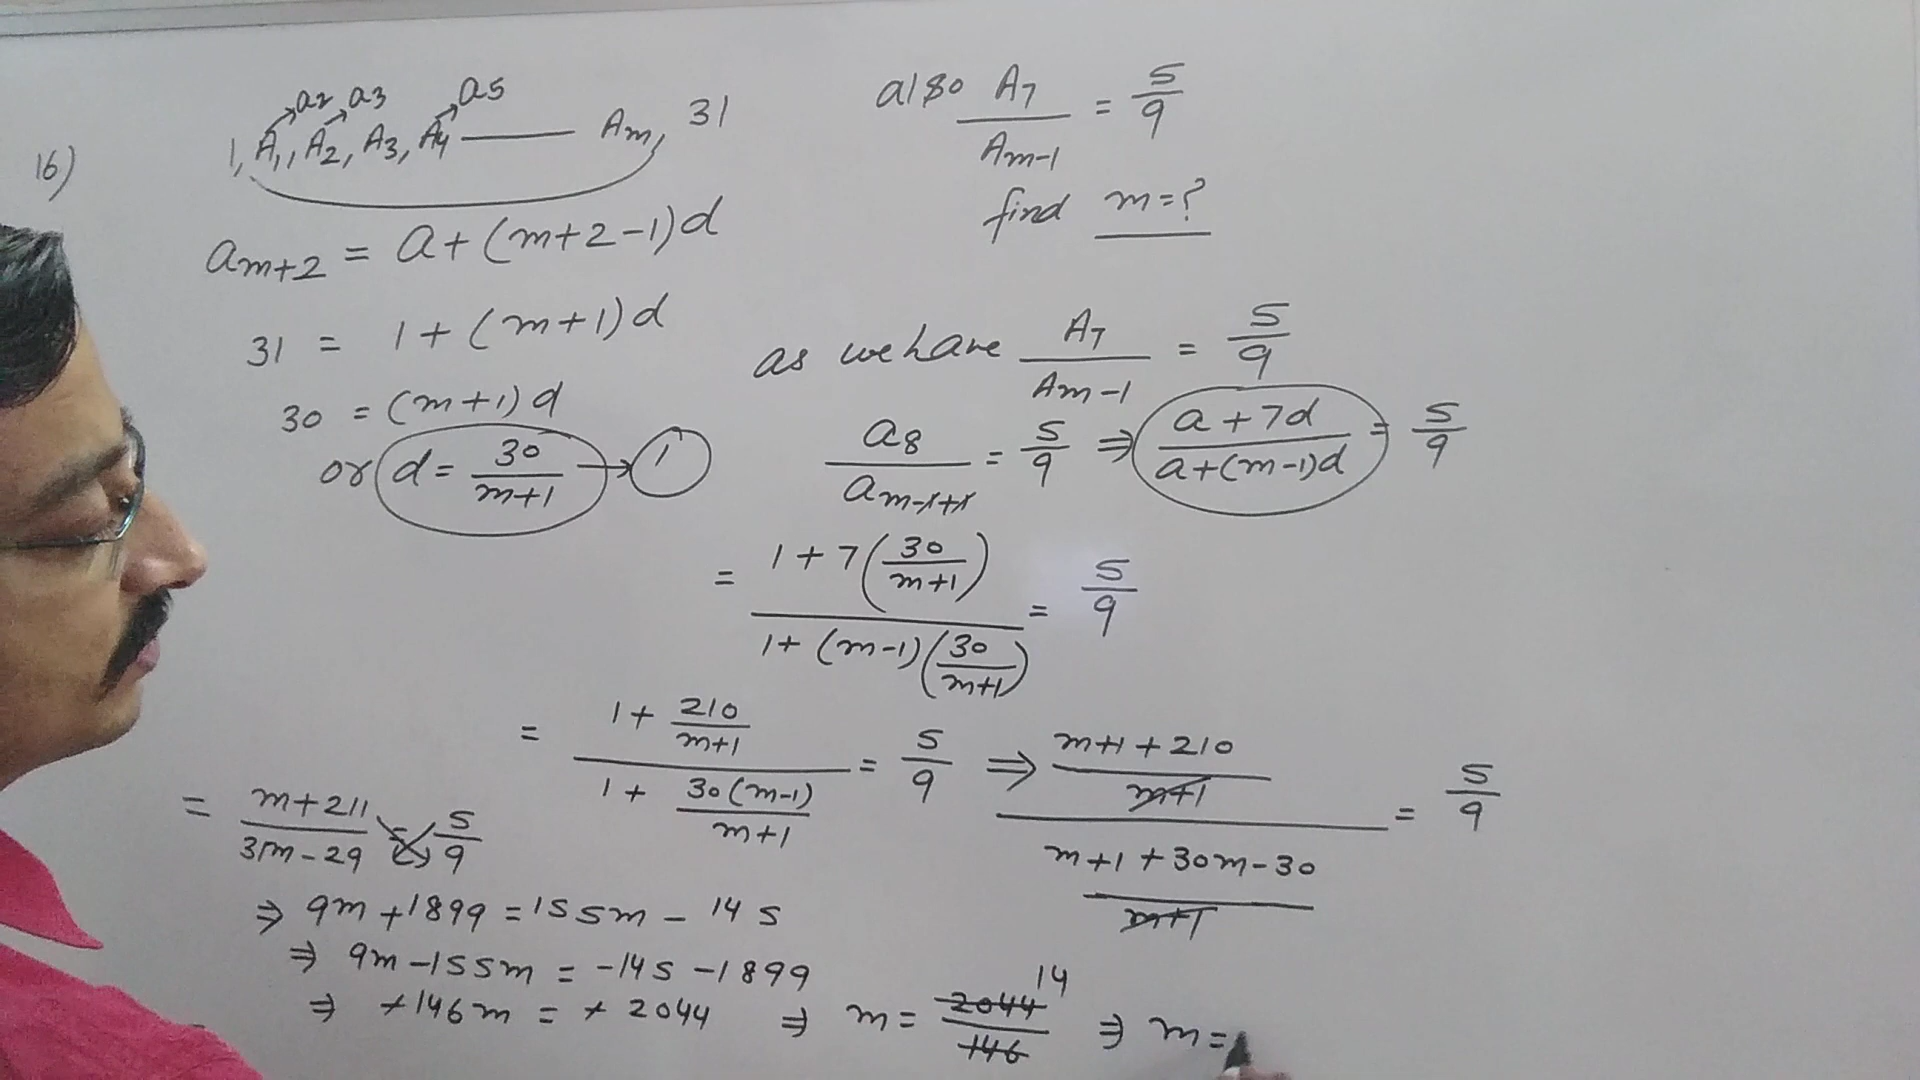 16)
a2 a3 a5
1, A1, A2, A3, A4 —— Am, 31
am+2 = a+(m+2-1)d
31 = 1+(m+1)d
30 = (m+1)d
or d = 30/m+1 → 1
also A7/Am-1 = 5/9
find m=?
as we have A7/Am-1 = 5/9
a8/am-1+1 = 5/9 ⇒ a+7d/a+(m-1)d = 5/9
= 1+7(30/m+1)/1+(m-1)(30/m+1) = 5/9
= 1+210/m+1 / 1+30(m-1)/m+1 = 5/9 ⇒ m+1+210/m+1 / m+1+30m-30/m+1 = 5/9
= m+211/31m-29 = 5/9
⇒ 9m+1899 = 155m-145
⇒ 9m-155m = -145-1899
⇒ +146m = +2044 ⇒ m = 2044/146 14 ⇒ m=